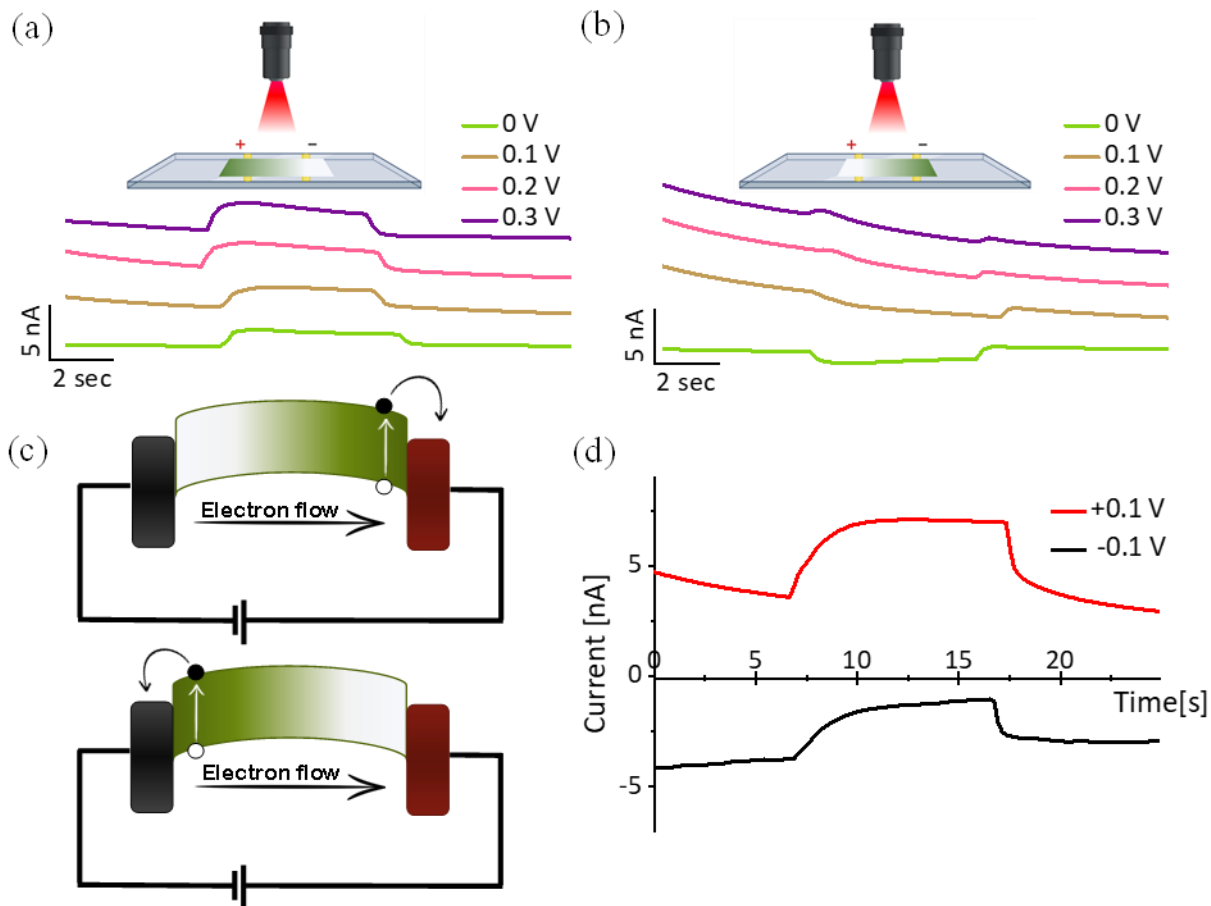 (a)
+ −
0 V
0.1 V
0.2 V
0.3 V
5 nA
2 sec
(b)
+ −
0 V
0.1 V
0.2 V
0.3 V
5 nA
2 sec
(c)
Electron flow
Electron flow
(d)
+0.1 V
-0.1 V
Current [nA]
5
0
-5
0 5 10 15 20
Time[s]